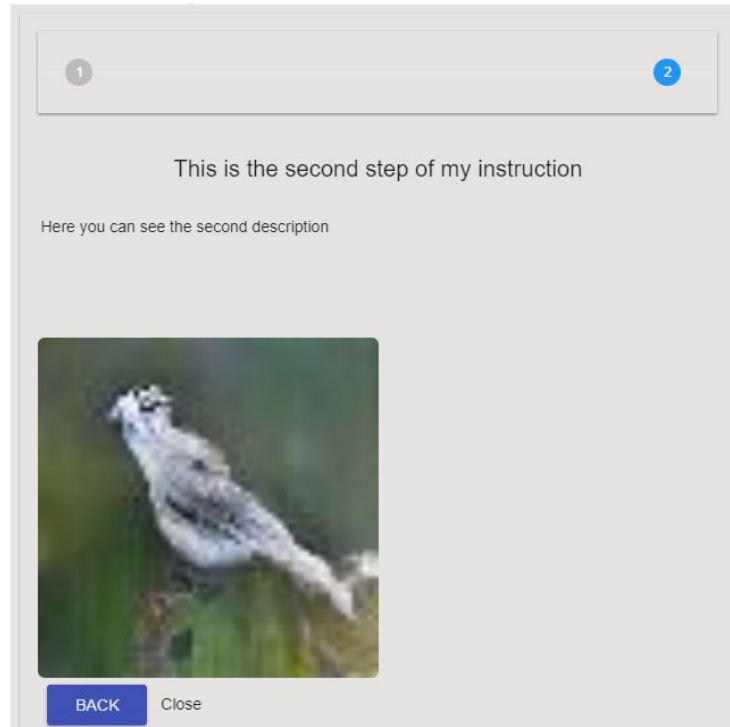 1 2
This is the second step of my instruction
Here you can see the second description
BACK Close